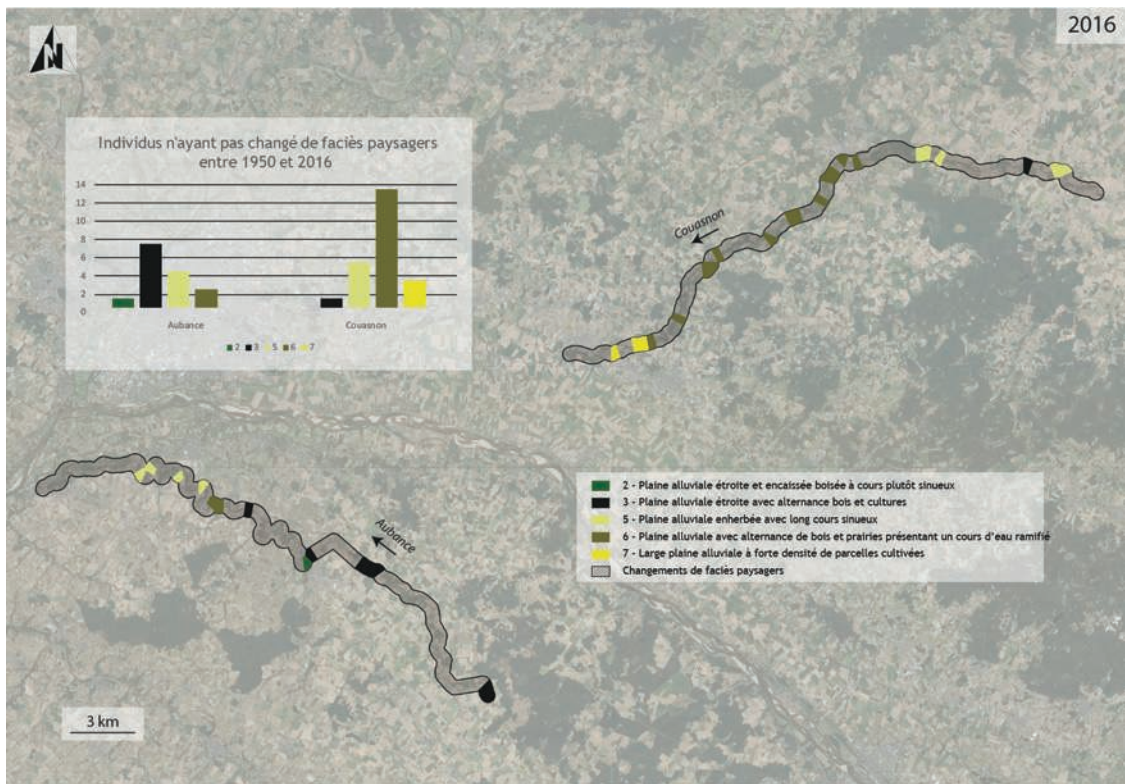 2016
N
Individus n'ayant pas changé de faciès paysagers
entre 1950 et 2016
14
12
10
8
6
4
2
0
Aubance
Couasnon
2 3 5 6 7
Couasnon
Aubance
2 - Plaine alluviale étroite et encaissée boisée à cours plutôt sinueux
3 - Plaine alluviale étroite avec alternance bois et cultures
5 - Plaine alluviale enherbée avec long cours sinueux
6 - Plaine alluviale avec alternance de bois et prairies présentant un cours d'eau ramifié
7 - Large plaine alluviale à forte densité de parcelles cultivées
Changements de faciès paysagers
3 km